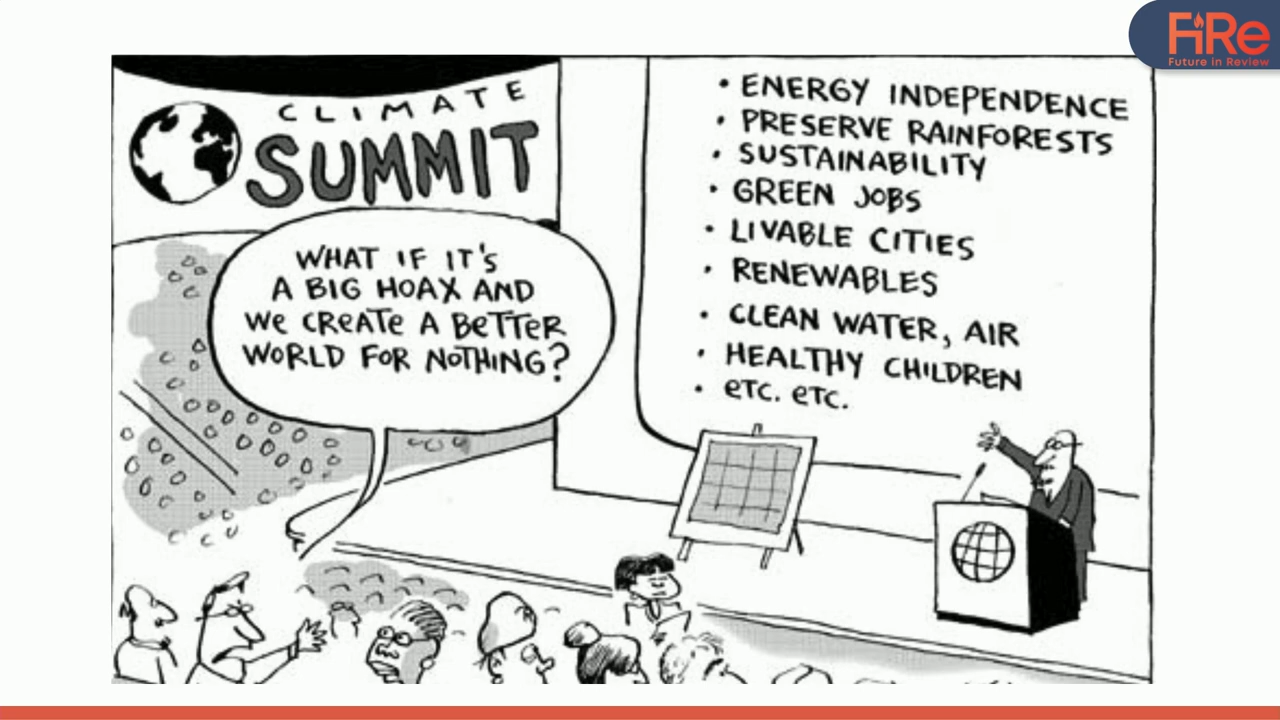 FiRe
Future in Review
CLIMATE
SUMMIT
WHAT IF IT'S
A BIG HOAX AND
WE CREATE A BETTER
WORLD FOR NOTHING?
• ENERGY INDEPENDENCE
• PRESERVE RAINFORESTS
• SUSTAINABILITY
• GREEN JOBS
• LIVABLE CITIES
• RENEWABLES
• CLEAN WATER, AIR
• HEALTHY CHILDREN
• ETC. ETC.